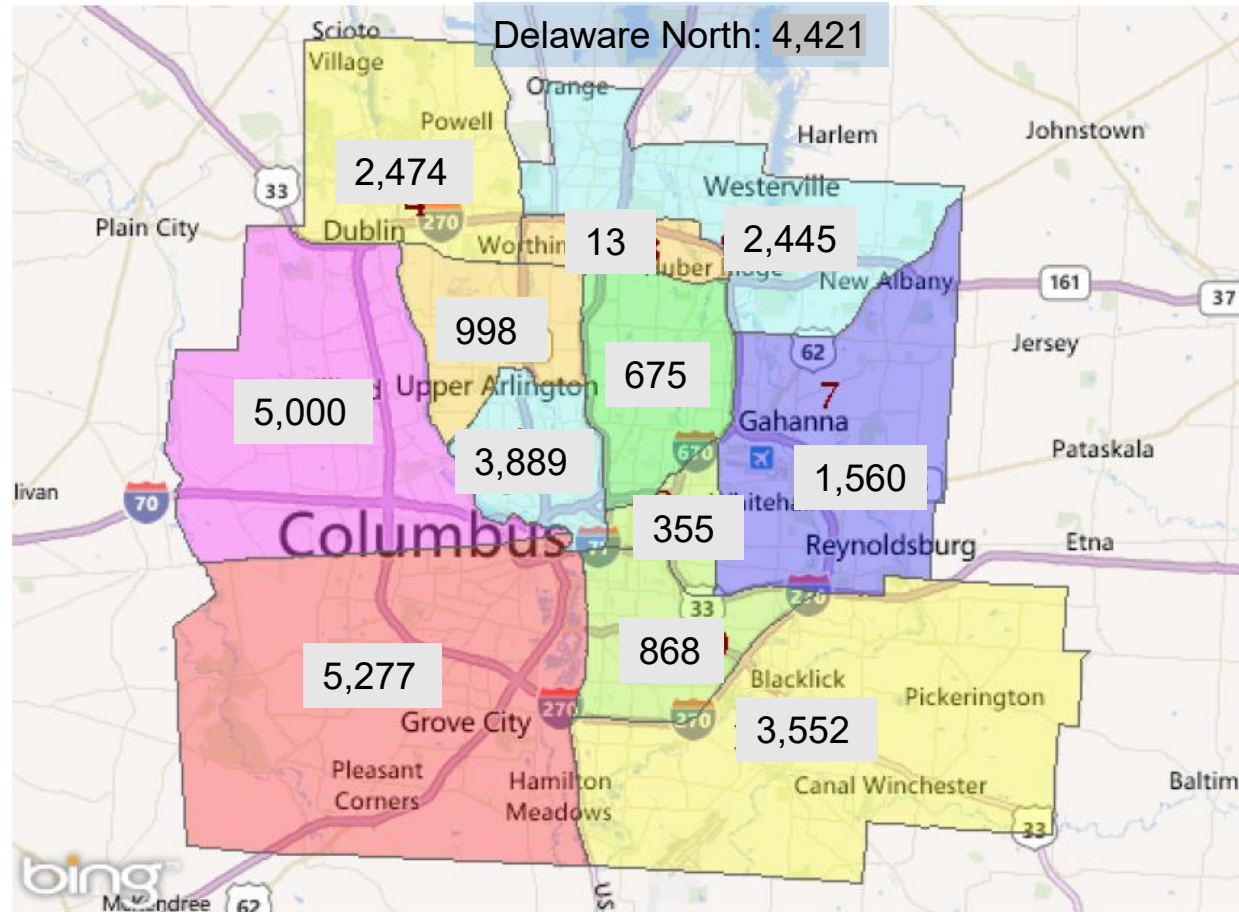 Delaware North: 4,421
Scioto
Village
Orange
Powell
Harlem
Johnstown
2,474
33
Westerville
Plain City
270
Dublin
13
2,445
New Albany
161
37
998
62
Jersey
675
Upper Arlington
7
5,000
Gahanna
670
Pataskala
3,889
1,560
70
355
Columbus
Reynoldsburg
Etna
270
33
868
5,277
Blacklick
Pickerington
270
270
Grove City
3,552
Pleasant
Corners
Hamilton
Meadows
Canal Winchester
33
bing
62
US